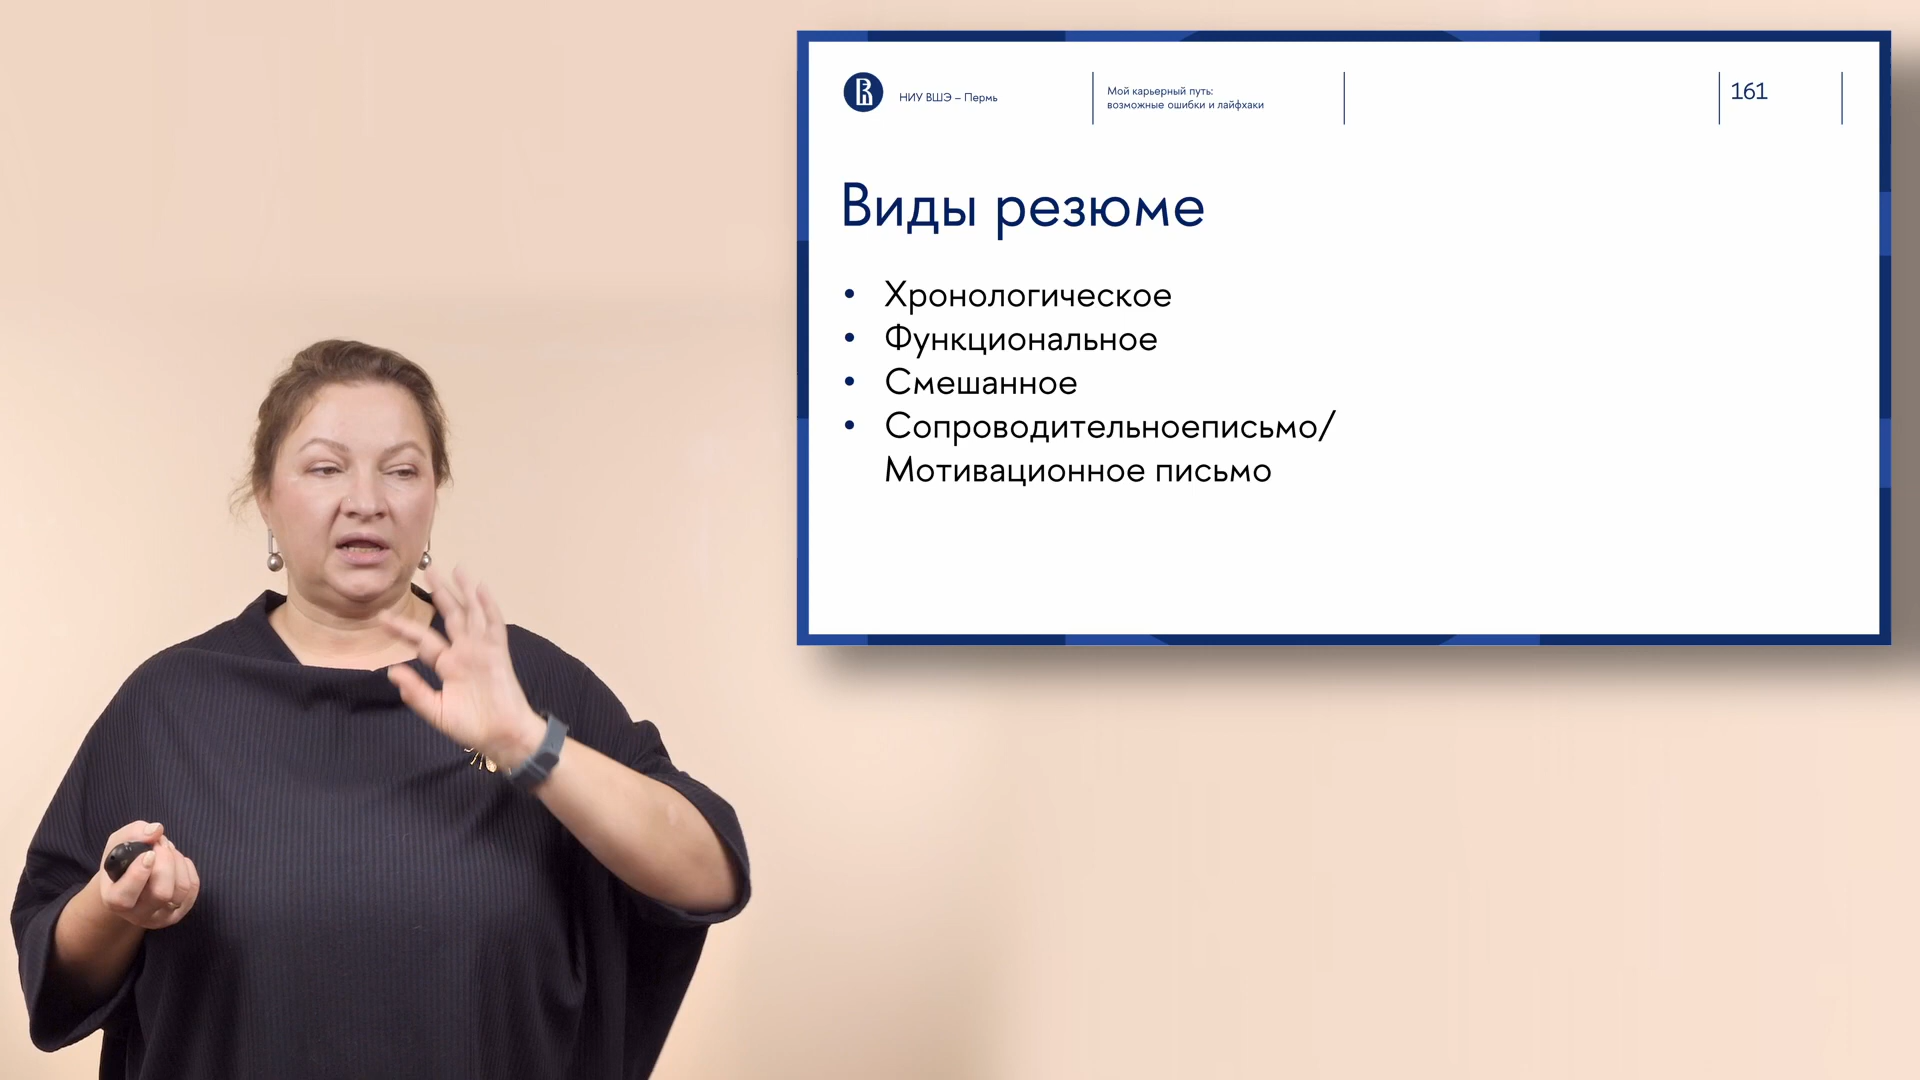 НИУ ВШЭ – Пермь
Мой карьерный путь:
возможные ошибки и лайфхаки
161
Виды резюме
• Хронологическое
• Функциональное
• Смешанное
• Сопроводительноеписьмо/
Мотивационное письмо